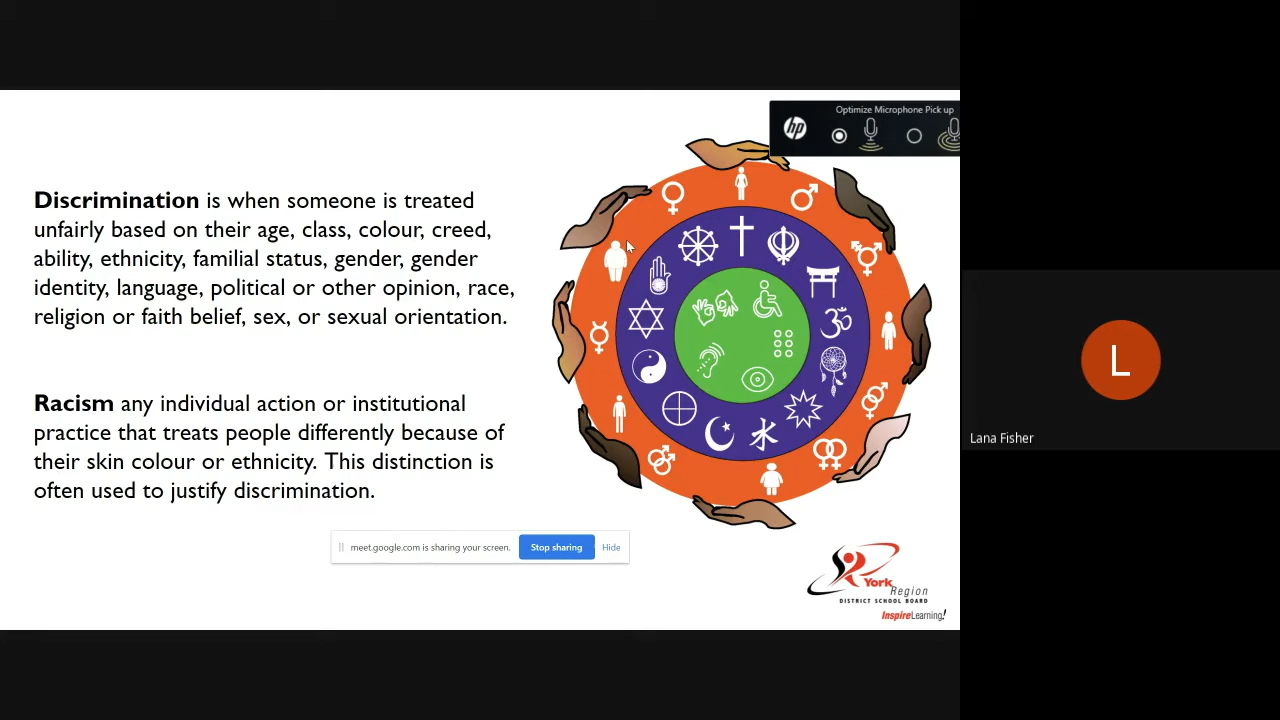 Optimize Microphone Pick up
hp
Discrimination is when someone is treated
unfairly based on their age, class, colour, creed,
ability, ethnicity, familial status, gender, gender
identity, language, political or other opinion, race,
religion or faith belief, sex, or sexual orientation.
Racism any individual action or institutional
practice that treats people differently because of
their skin colour or ethnicity. This distinction is
often used to justify discrimination.
meet.google.com is sharing your screen.
Stop sharing
Hide
York
Region
DISTRICT SCHOOL BOARD
InspireLearning!
L
Lana Fisher